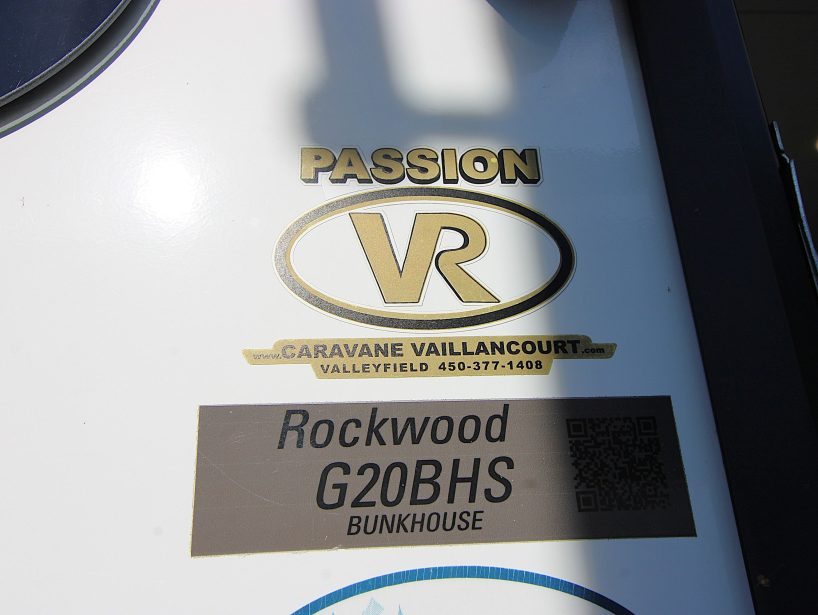 PASSION
VR
www.CARAVANE VAILLANCOURT.com
VALLEYFIELD 450-377-1408
Rockwood
G20BHS
BUNKHOUSE